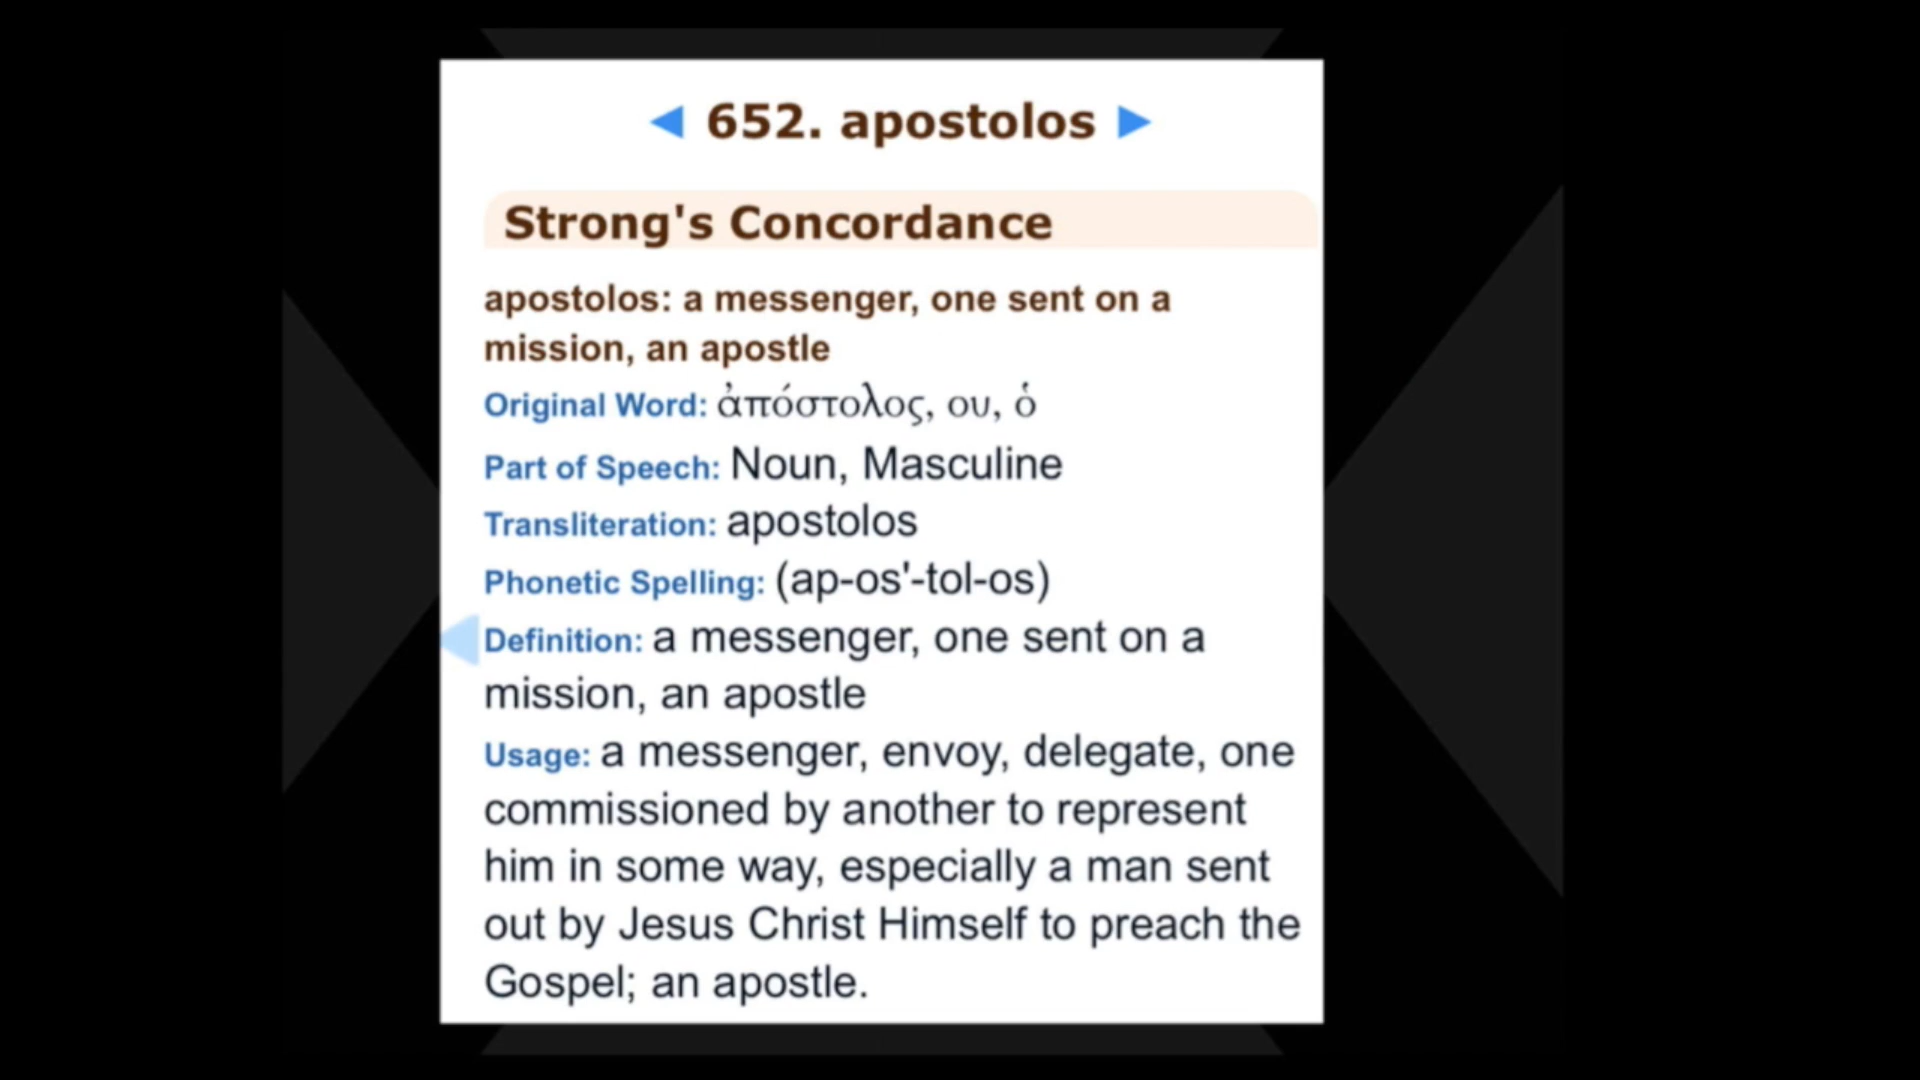 652. apostolos
Strong's Concordance
apostolos: a messenger, one sent on a
mission, an apostle
Original Word: ἀπόστολος, ου, ὁ
Part of Speech: Noun, Masculine
Transliteration: apostolos
Phonetic Spelling: (ap-os'-tol-os)
Definition: a messenger, one sent on a
mission, an apostle
Usage: a messenger, envoy, delegate, one
commissioned by another to represent
him in some way, especially a man sent
out by Jesus Christ Himself to preach the
Gospel; an apostle.